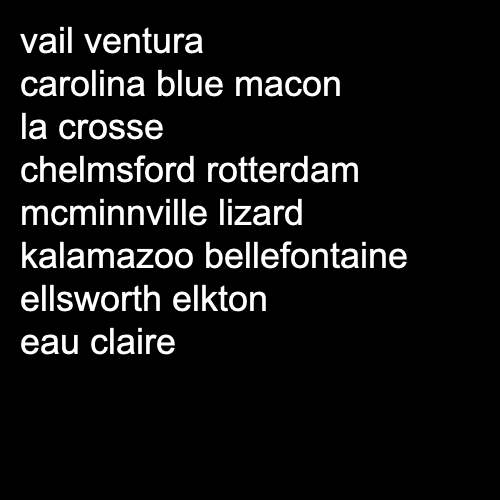 vail ventura
carolina blue macon
la crosse
chelmsford rotterdam
mcminnville lizard
kalamazoo bellefontaine
ellsworth elkton
eau claire